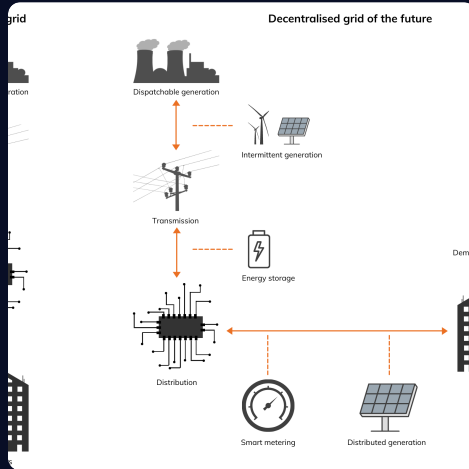 grid
Decentralised grid of the future
Dispatchable generation
Intermittent generation
Transmission
Energy storage
Distribution
Smart metering
Distributed generation